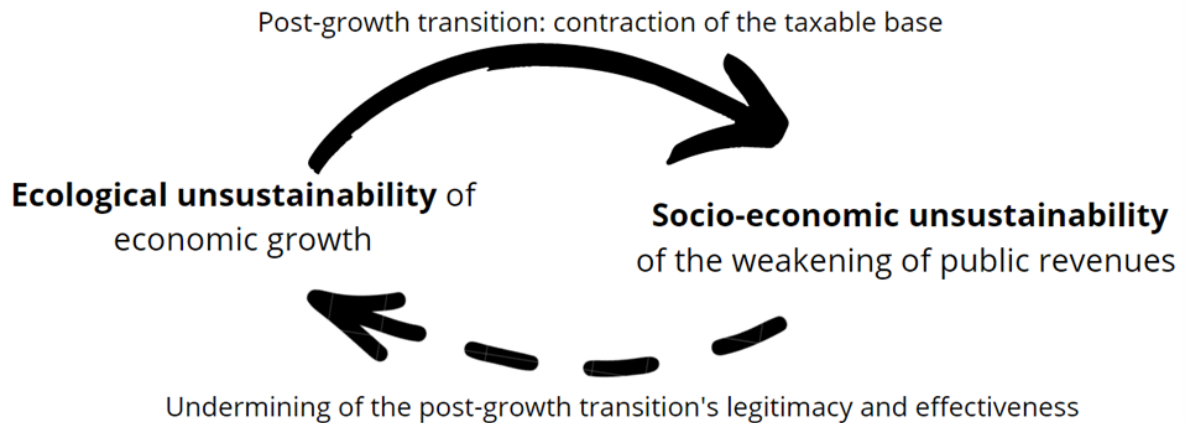 Post-growth transition: contraction of the taxable base
Ecological unsustainability of
economic growth
Socio-economic unsustainability
of the weakening of public revenues
Undermining of the post-growth transition's legitimacy and effectiveness